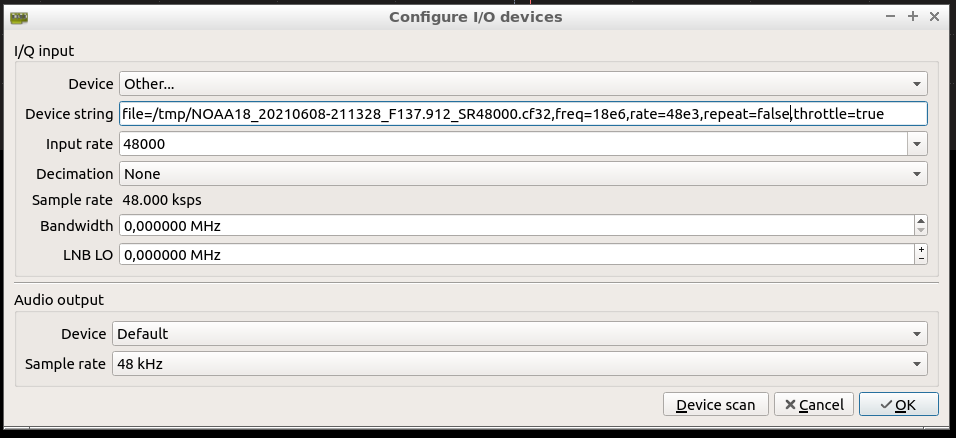 Configure I/O devices
I/Q input
Device Other...
Device string file=/tmp/NOAA18_20210608-211328_F137.912_SR48000.cf32,freq=18e6,rate=48e3,repeat=false,throttle=true
Input rate 48000
Decimation None
Sample rate 48.000 ksps
Bandwidth 0,000000 MHz
LNB LO 0,000000 MHz
Audio output
Device Default
Sample rate 48 kHz
Device scan Cancel OK